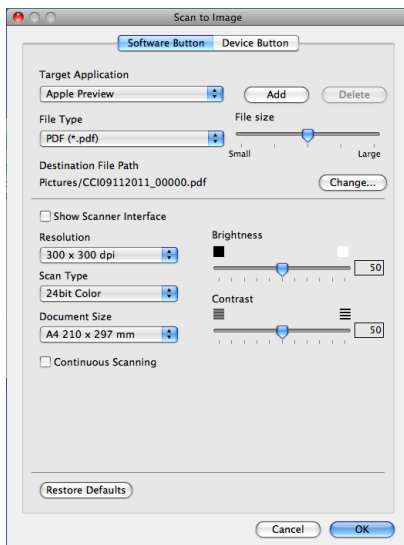 Scan to Image
Software Button Device Button
Target Application
Apple Preview Add Delete
File Type File size
PDF (*.pdf)
Small Large
Destination File Path
Pictures/CCI09112011_00000.pdf Change...
Show Scanner Interface
Resolution Brightness
300 x 300 dpi
50
Scan Type
24bit Color
Contrast
Document Size
A4 210 x 297 mm 50
Continuous Scanning
Restore Defaults
Cancel OK